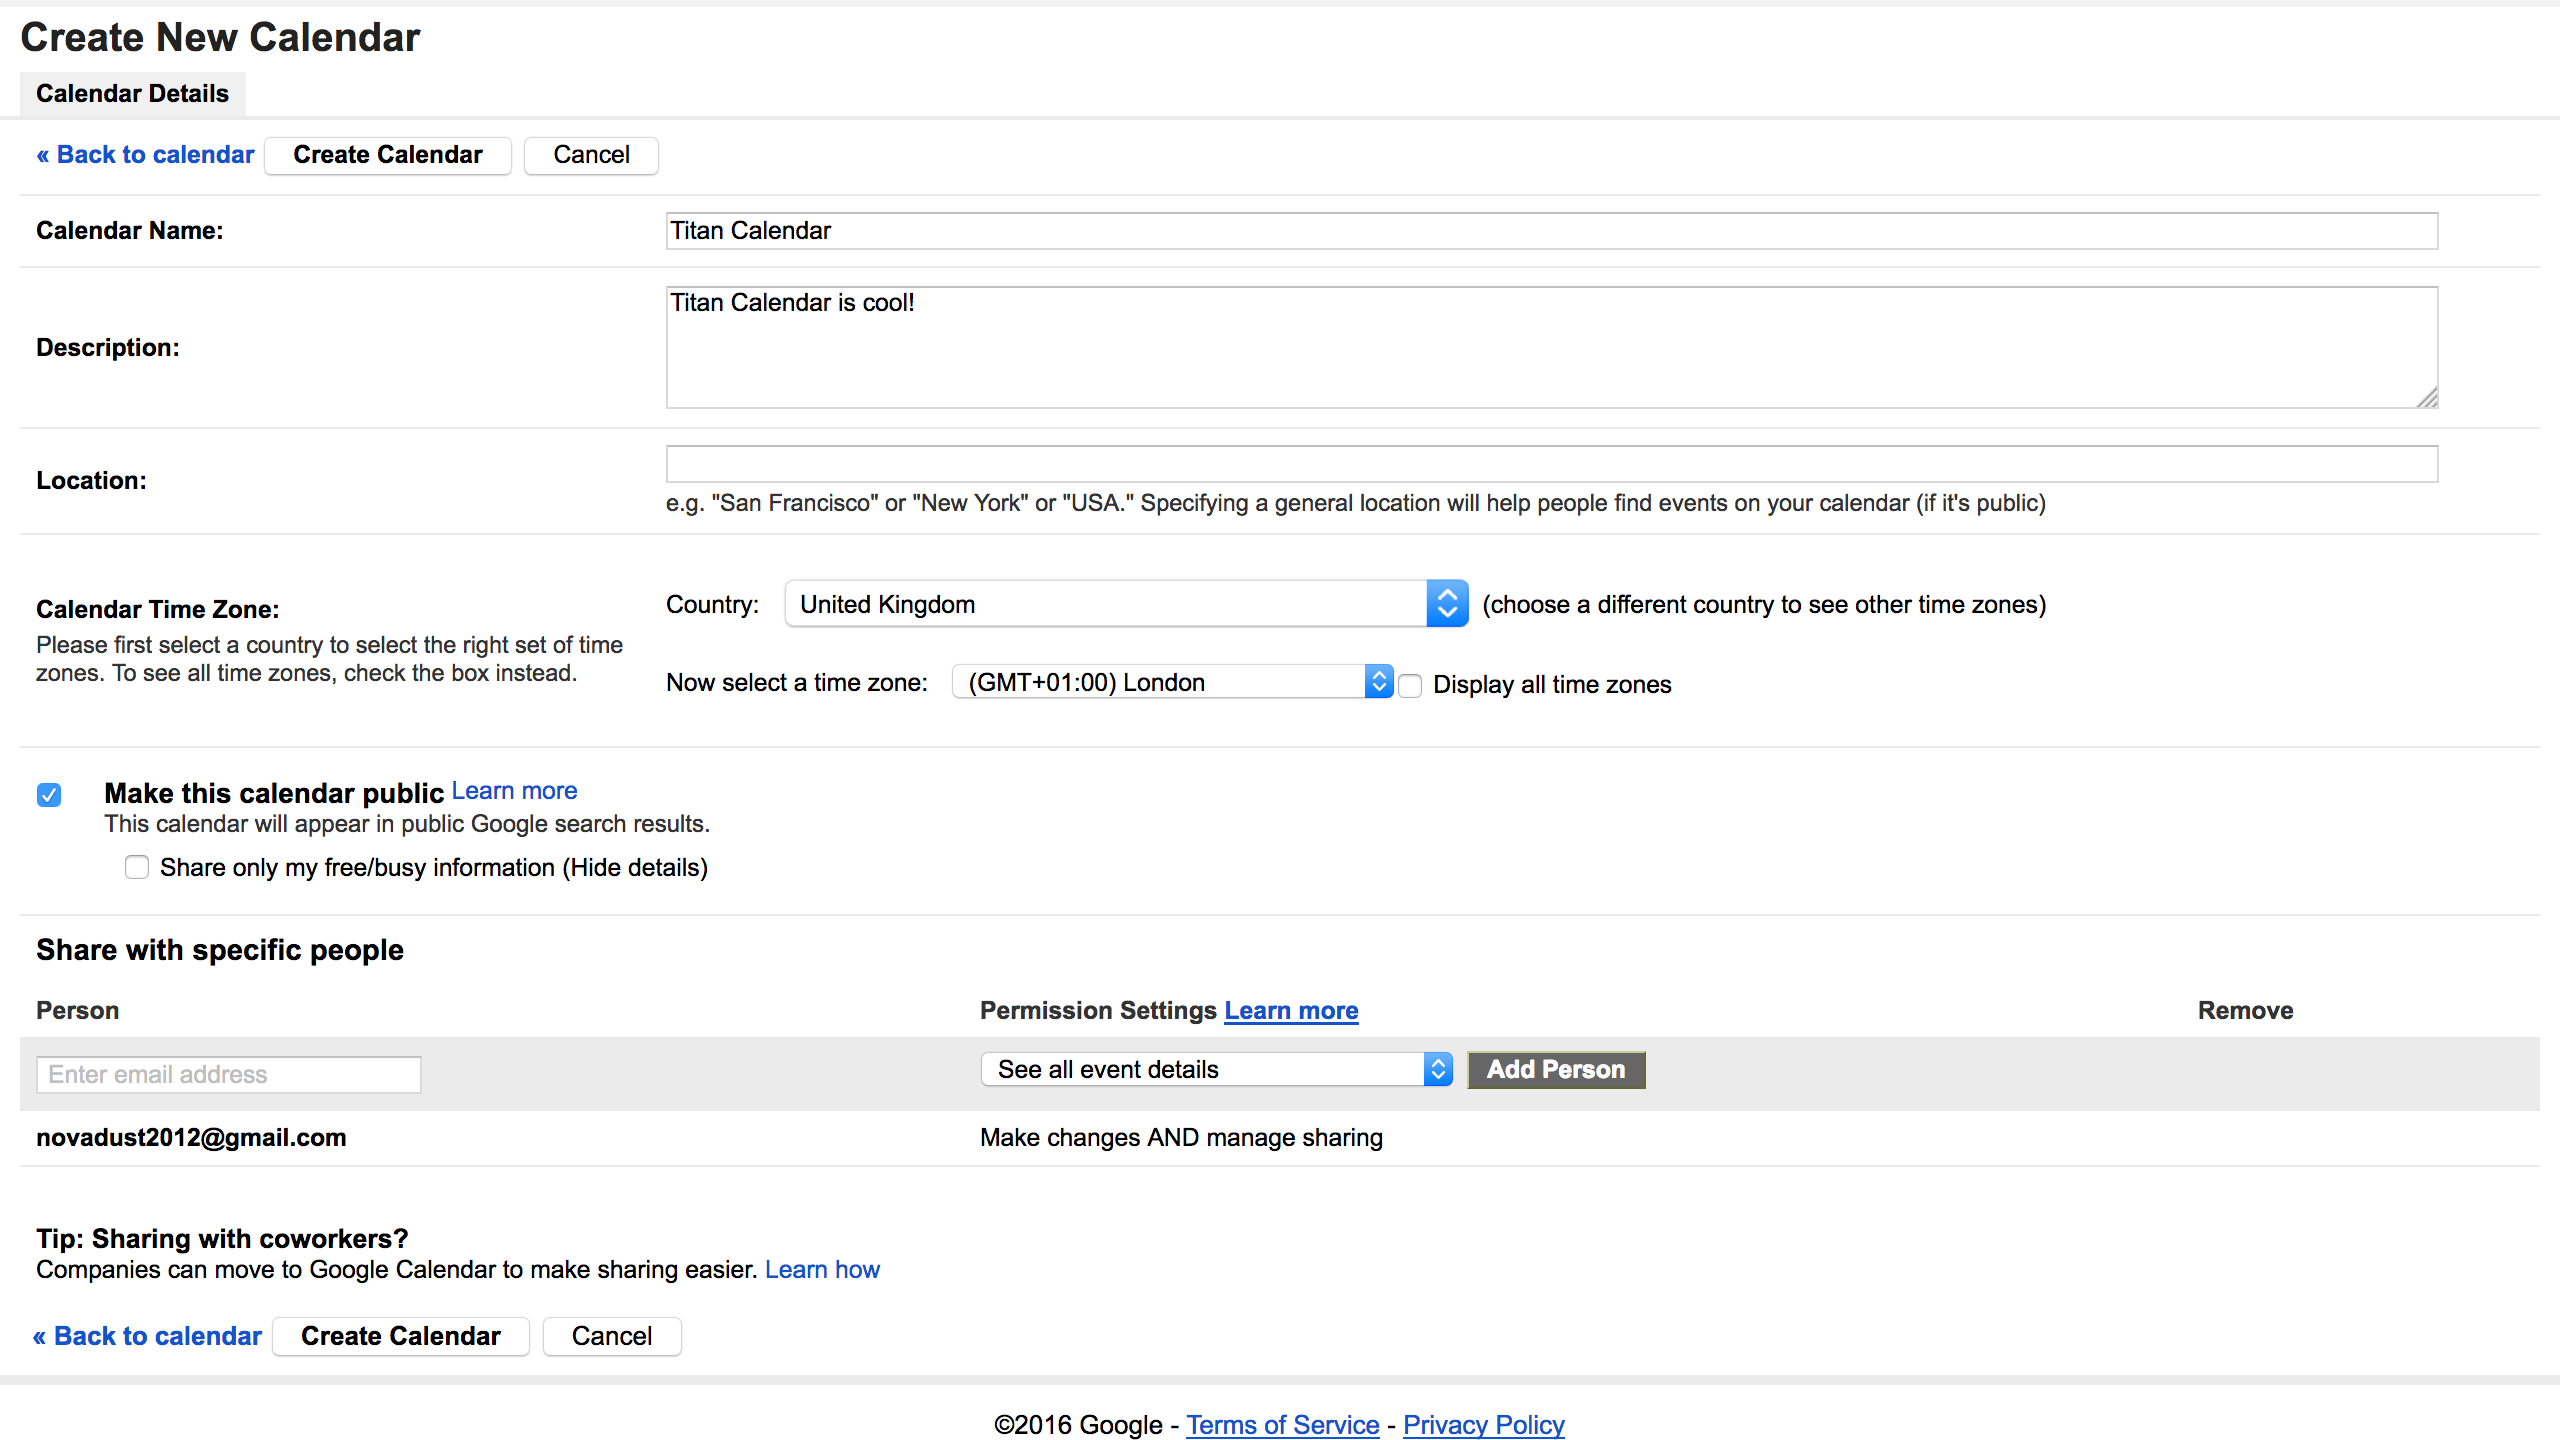 Create New Calendar
Calendar Details
« Back to calendar Create Calendar Cancel
Calendar Name: Titan Calendar
Description: Titan Calendar is cool!
Location:
e.g. "San Francisco" or "New York" or "USA." Specifying a general location will help people find events on your calendar (if it's public)
Calendar Time Zone:
Please first select a country to select the right set of time
zones. To see all time zones, check the box instead.
Country: United Kingdom (choose a different country to see other time zones)
Now select a time zone: (GMT+01:00) London Display all time zones
Make this calendar public Learn more
This calendar will appear in public Google search results.
Share only my free/busy information (Hide details)
Share with specific people
Person Permission Settings Learn more Remove
Enter email address See all event details Add Person
novadust2012@gmail.com Make changes AND manage sharing
Tip: Sharing with coworkers?
Companies can move to Google Calendar to make sharing easier. Learn how
« Back to calendar Create Calendar Cancel
©2016 Google - Terms of Service - Privacy Policy